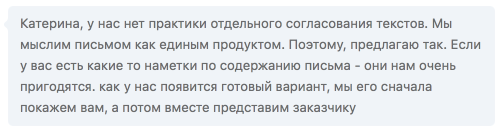 Катерина, у нас нет практики отдельного согласования текстов. Мы
мыслим письмом как единым продуктом. Поэтому, предлагаю так. Если
у вас есть какие то наметки по содержанию письма - они нам очень
пригодятся. как у нас появится готовый вариант, мы его сначала
покажем вам, а потом вместе представим заказчику